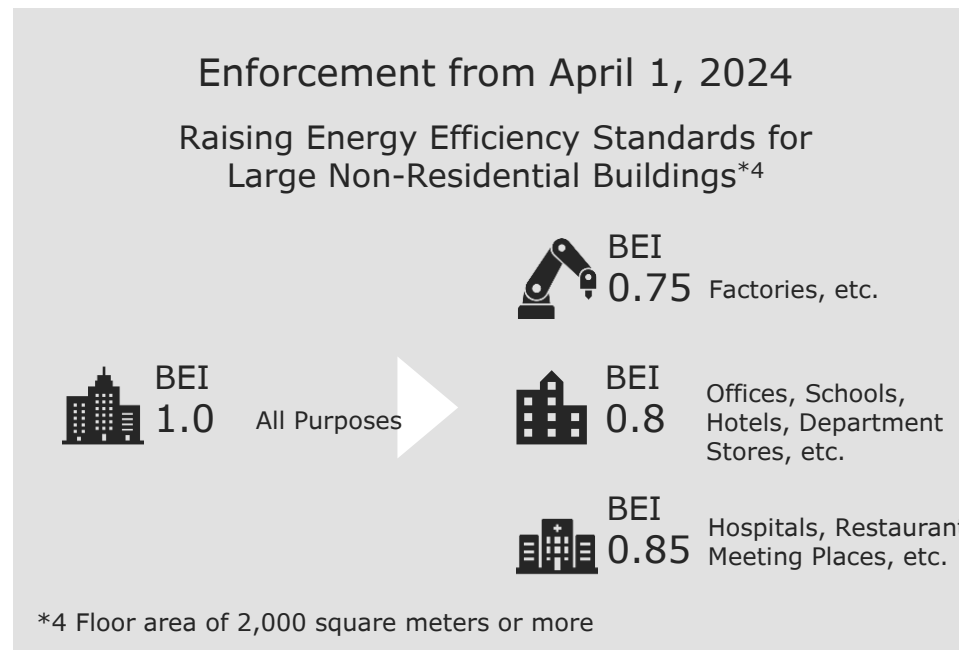 Enforcement from April 1, 2024
Raising Energy Efficiency Standards for
Large Non-Residential Buildings*4
BEI
1.0 All Purposes
BEI
0.75 Factories, etc.
BEI
0.8
Offices, Schools,
Hotels, Department
Stores, etc.
BEI
0.85
Hospitals, Restaurant
Meeting Places, etc.
*4 Floor area of 2,000 square meters or more